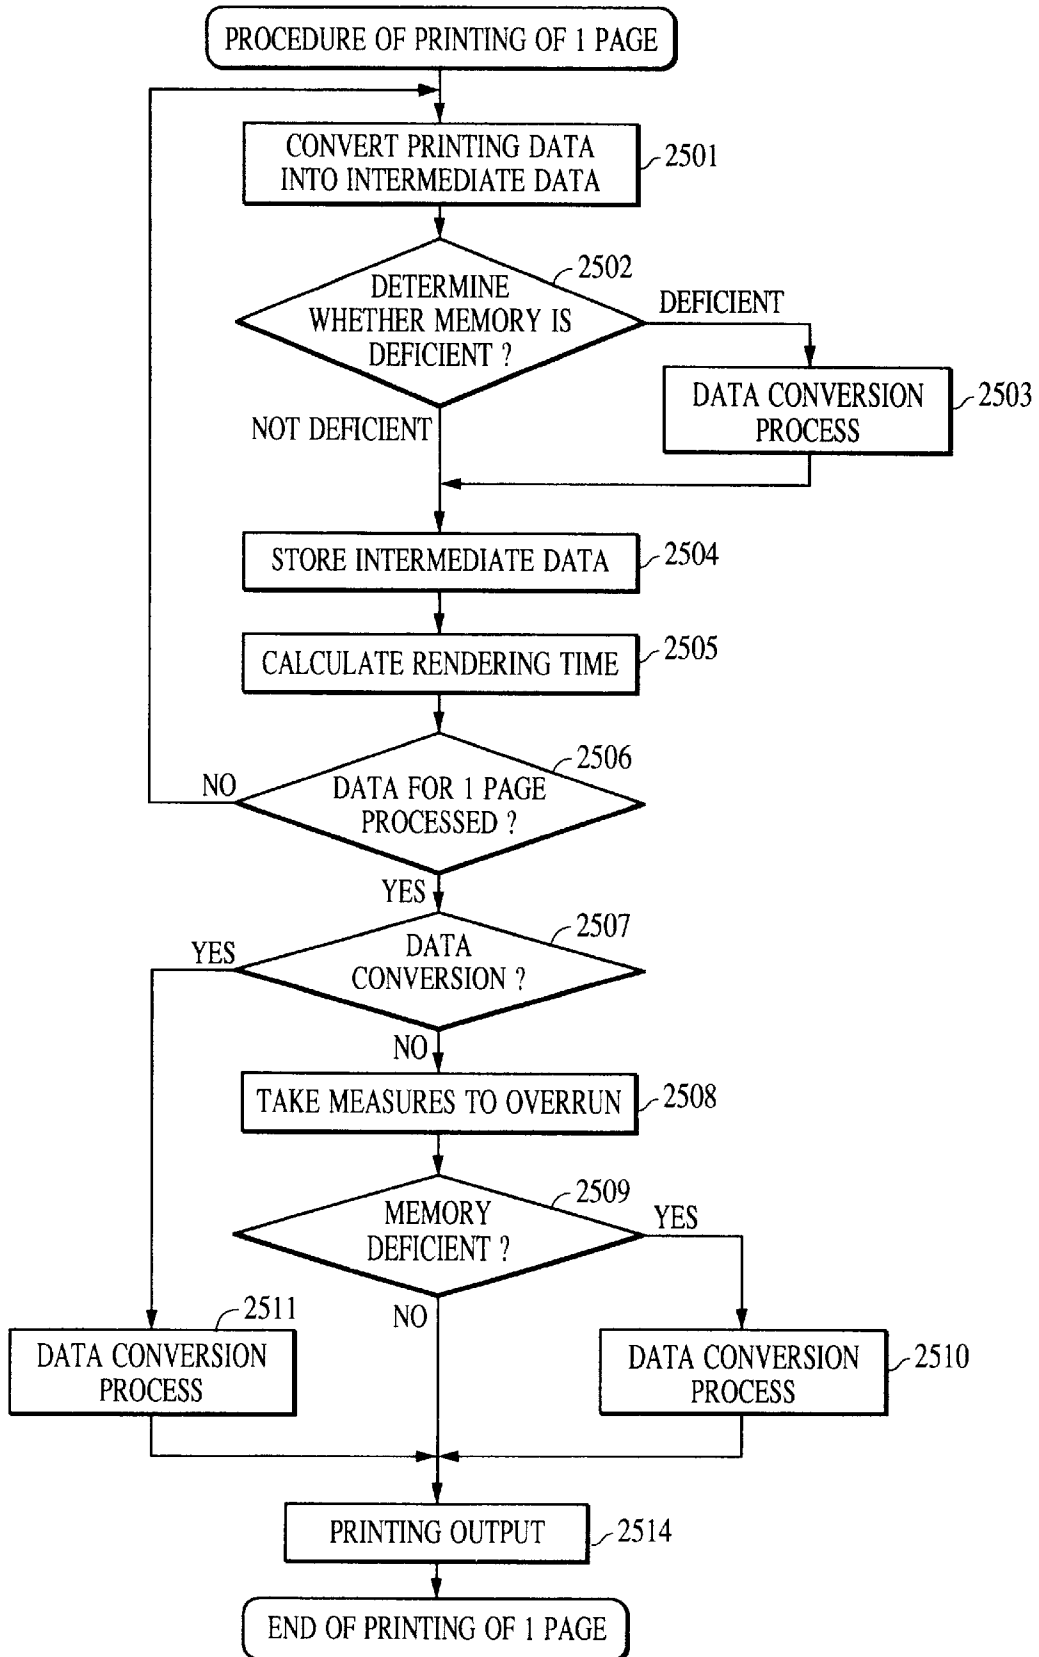 PROCEDURE OF PRINTING OF 1 PAGE
CONVERT PRINTING DATA
INTO INTERMEDIATE DATA
2501
DETERMINE
WHETHER MEMORY IS
DEFICIENT ?
2502
DEFICIENT
DATA CONVERSION
PROCESS
2503
NOT DEFICIENT
STORE INTERMEDIATE DATA
2504
CALCULATE RENDERING TIME
2505
DATA FOR 1 PAGE
PROCESSED ?
2506
NO
YES
DATA
CONVERSION ?
2507
YES
NO
TAKE MEASURES TO OVERRUN
2508
MEMORY
DEFICIENT ?
2509
YES
NO
DATA CONVERSION
PROCESS
2511
DATA CONVERSION
PROCESS
2510
PRINTING OUTPUT
2514
END OF PRINTING OF 1 PAGE